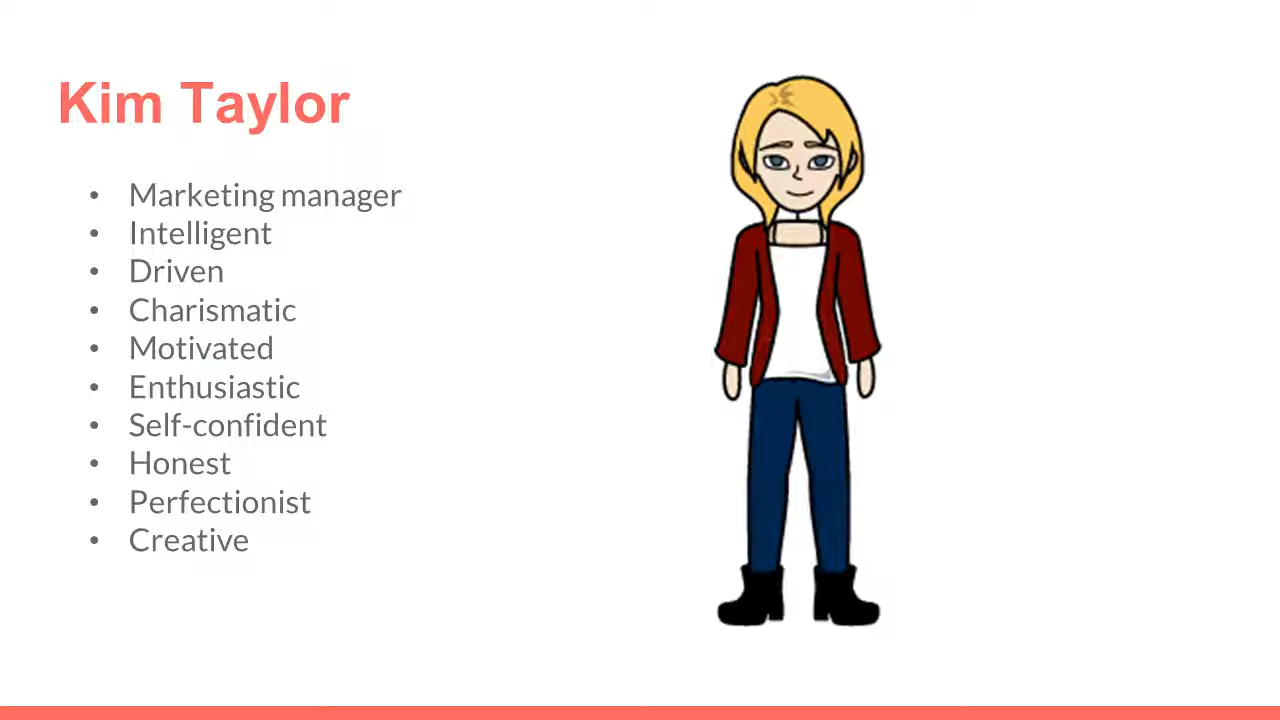 Kim Taylor
• Marketing manager
• Intelligent
• Driven
• Charismatic
• Motivated
• Enthusiastic
• Self-confident
• Honest
• Perfectionist
• Creative